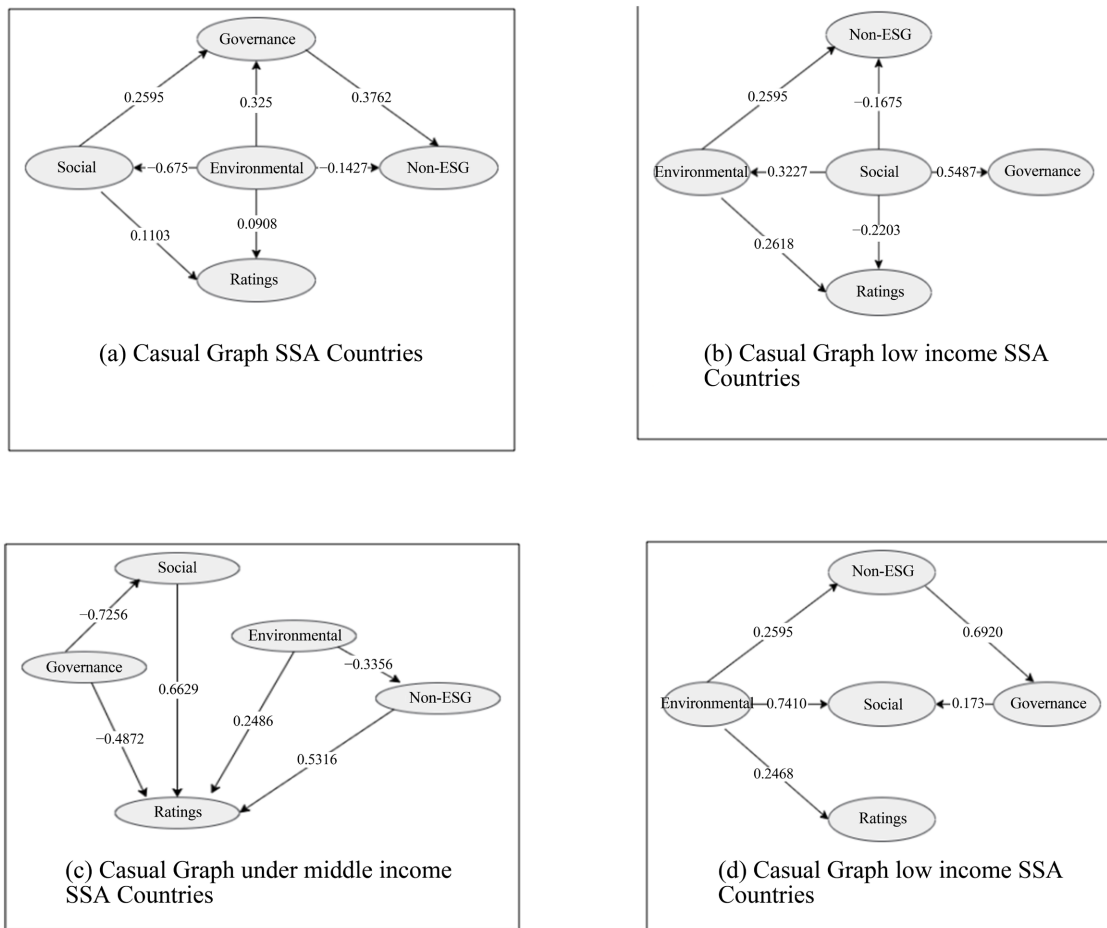 Governance
0.2595
0.325
0.3762
Social
−0.675
Environmental
−0.1427
Non-ESG
0.1103
0.0908
Ratings
(a) Casual Graph SSA Countries
Non-ESG
0.2595
−0.1675
Environmental
0.3227
Social
0.5487
Governance
0.2618
−0.2203
Ratings
(b) Casual Graph low income SSA
Countries
Social
−0.7256
Environmental
Governance
−0.3356
0.6629
Non-ESG
−0.4872
0.2486
0.5316
Ratings
(c) Casual Graph under middle income
SSA Countries
Non-ESG
0.2595
0.6920
Environmental
0.7410
Social
0.173
Governance
0.2468
Ratings
(d) Casual Graph low income SSA
Countries